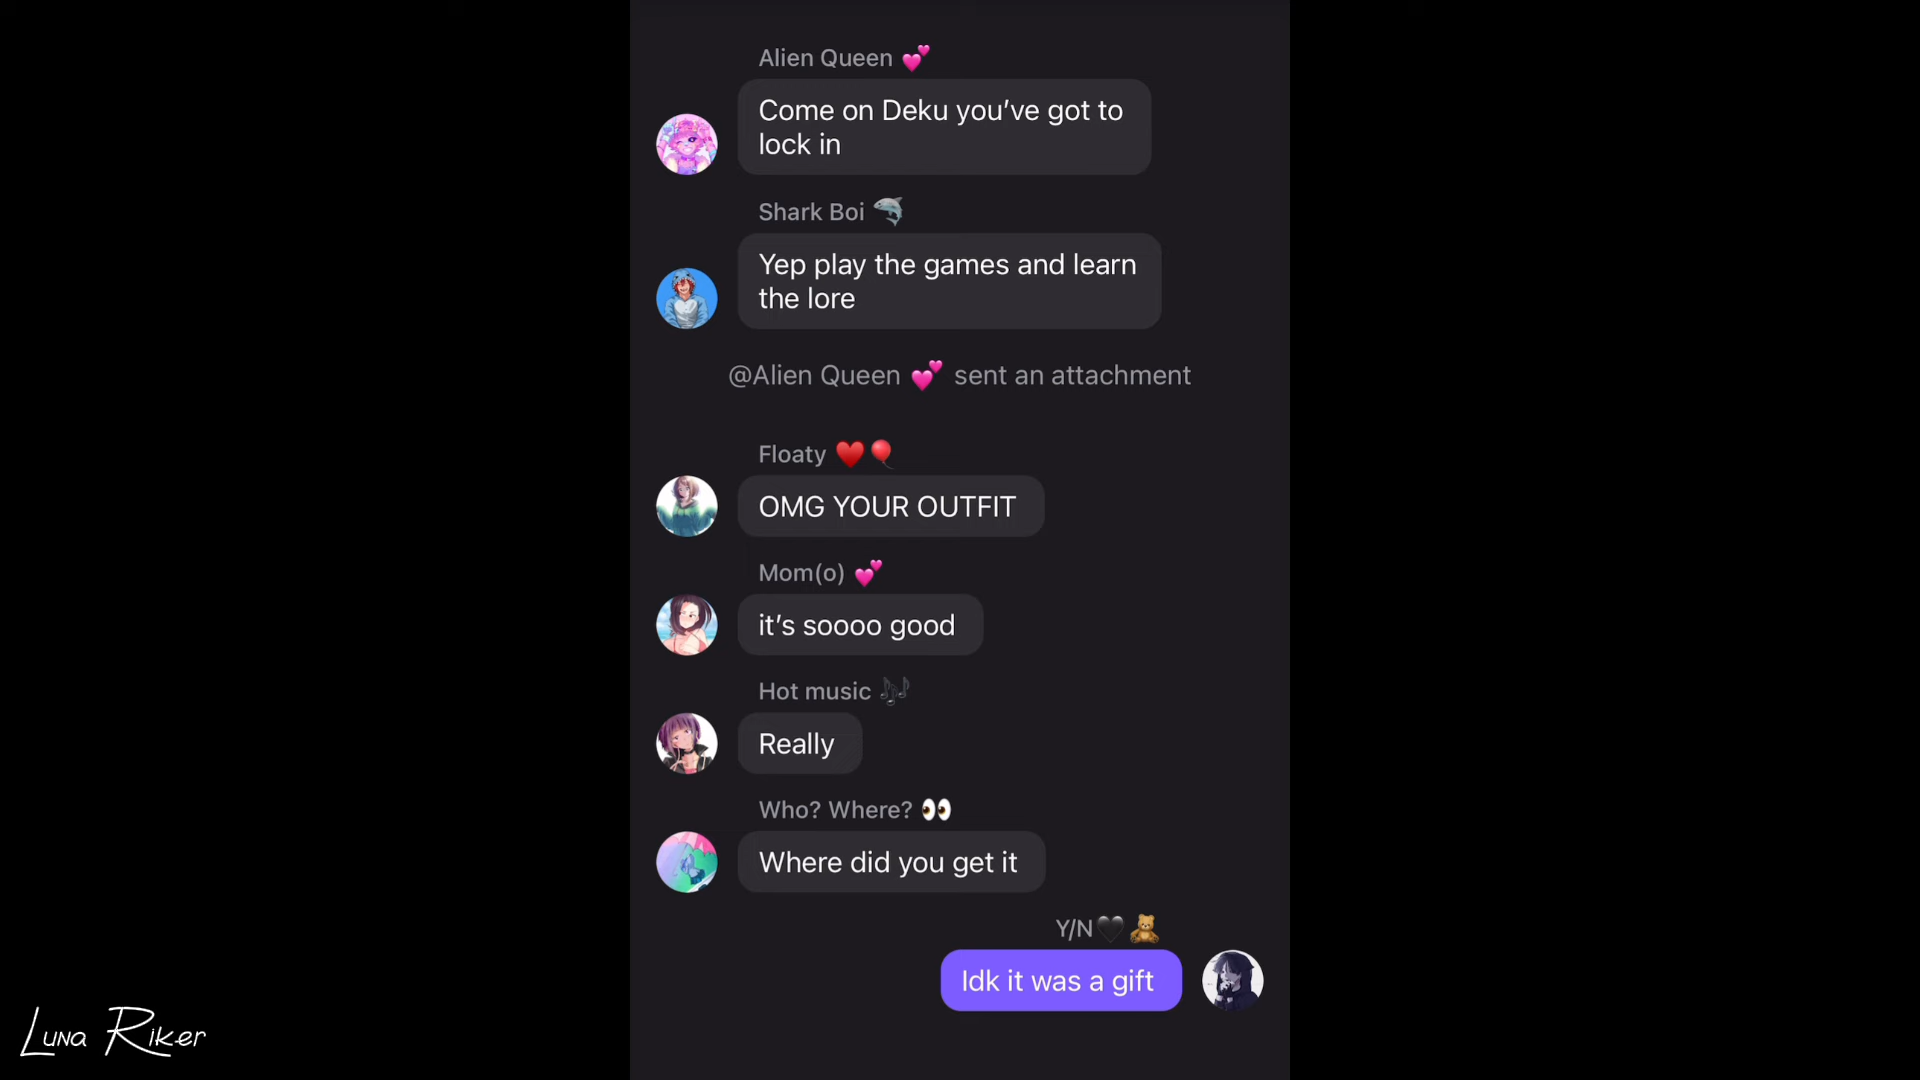 Alien Queen 💕
Come on Deku you’ve got to
lock in
Shark Boi 🦈
Yep play the games and learn
the lore
@Alien Queen 💕 sent an attachment
Floaty ❤️🎈
OMG YOUR OUTFIT
Mom(o) 💕
it’s soooo good
Hot music 🎶
Really
Who? Where? 👀
Where did you get it
Y/N🖤🧸
Idk it was a gift
Luna Riker